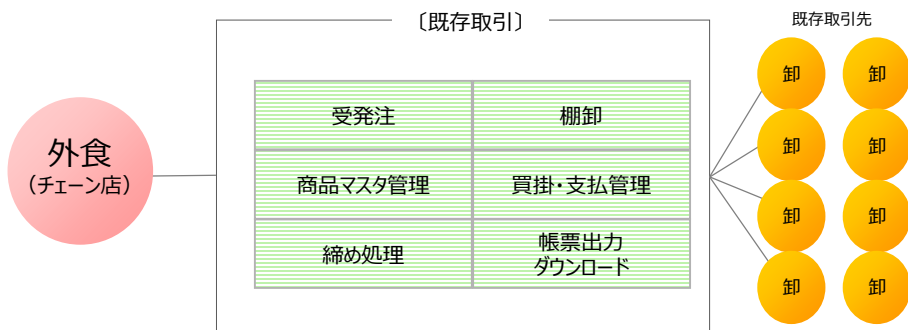 〔既存取引〕
既存取引先
外食
（チェーン店）
受発注
棚卸
商品マスタ管理
買掛・支払管理
締め処理
帳票出力
ダウンロード
卸
卸
卸
卸
卸
卸
卸
卸